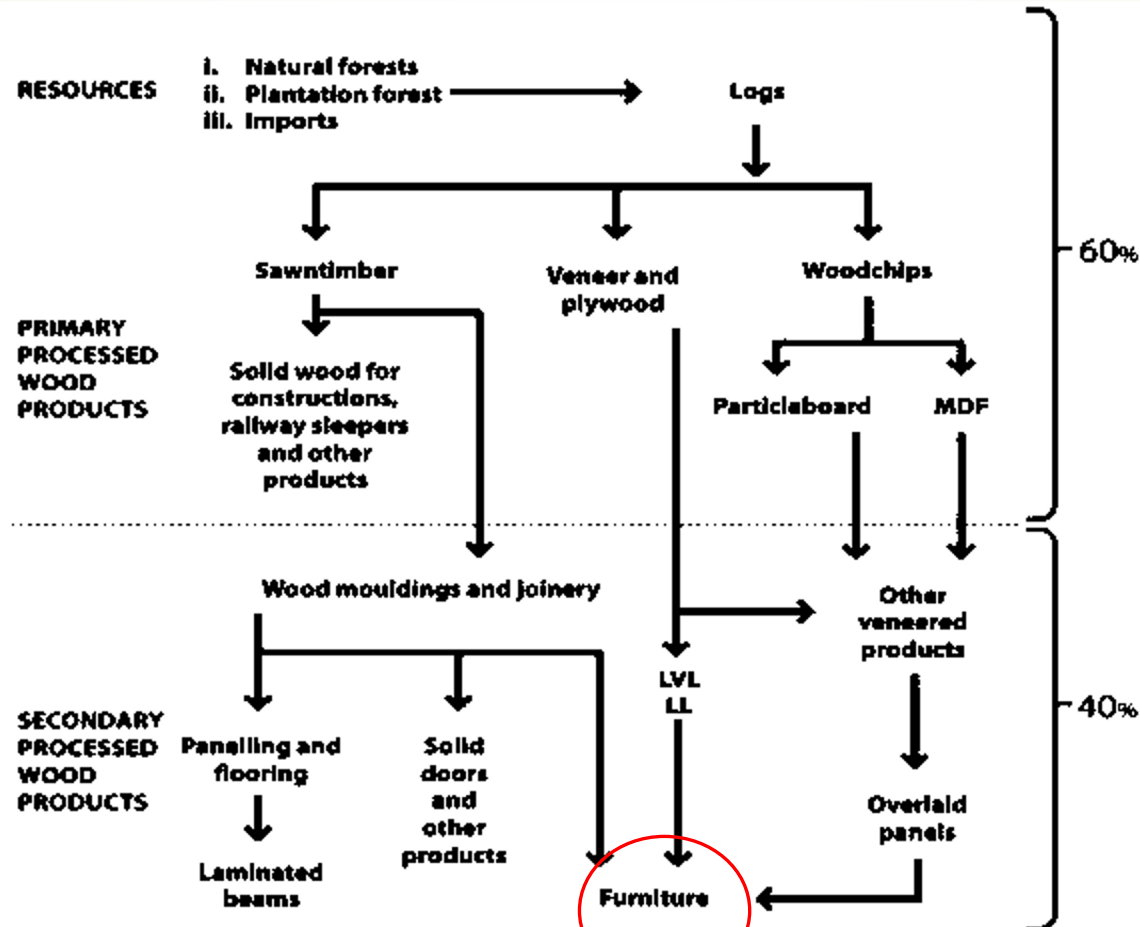 RESOURCES
i. Natural forests
ii. Plantation forest
iii. Imports
Logs
60%
Sawntimber
Veneer and
plywood
Woodchips
PRIMARY
PROCESSED
WOOD
PRODUCTS
Solid wood for
constructions,
railway sleepers
and other
products
Particleboard
MDF
Wood mouldings and joinery
Other
veneered
products
LVL
LL
SECONDARY
PROCESSED
WOOD
PRODUCTS
40%
Panelling and
flooring
Solid
doors
and
other
products
Overlaid
panels
Laminated
beams
Furniture